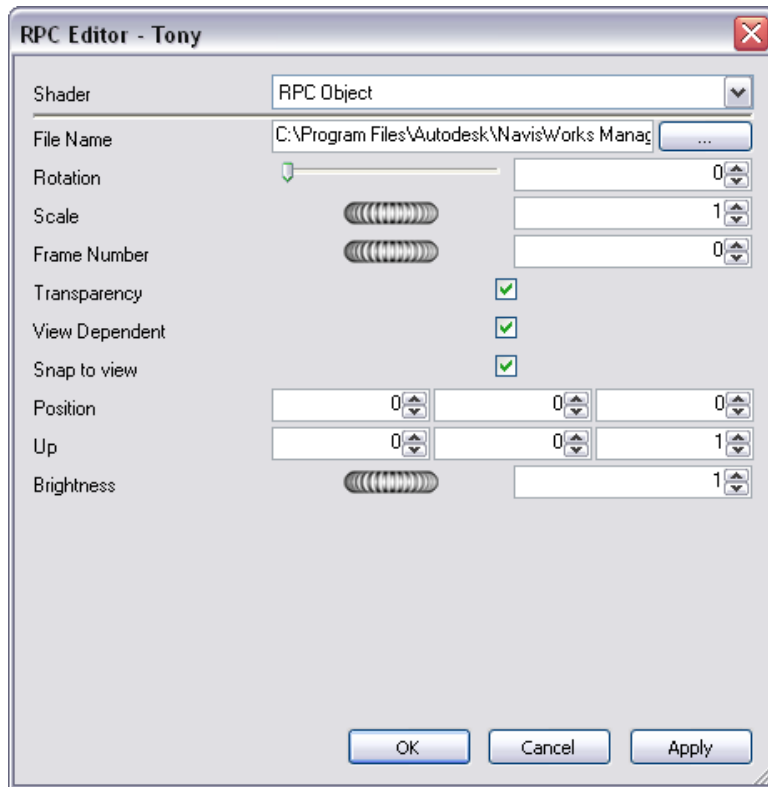 RPC Editor - Tony
Shader RPC Object
File Name C:\Program Files\Autodesk\NavisWorks Manag ...
Rotation 0
Scale 1
Frame Number 0
Transparency
View Dependent
Snap to view
Position 0 0 0
Up 0 0 1
Brightness 1
OK Cancel Apply